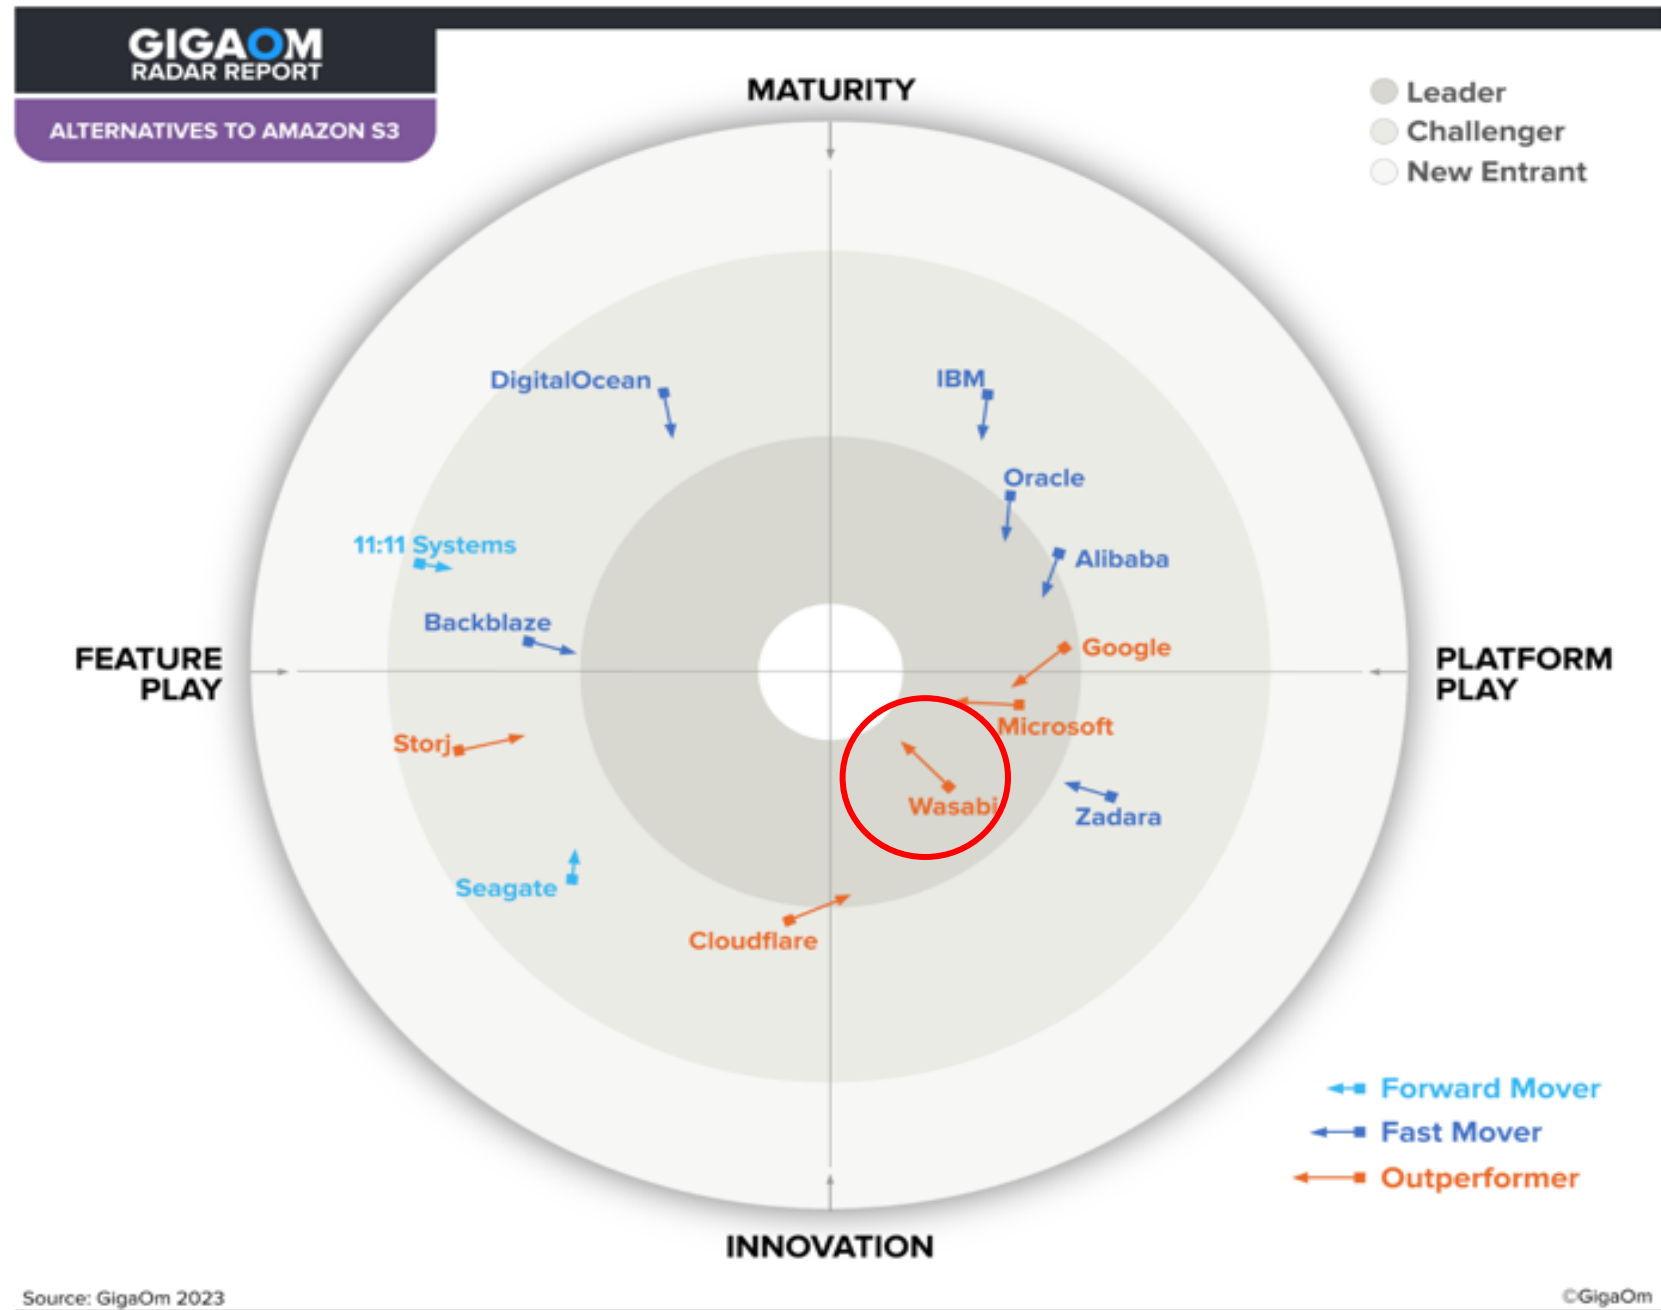 GIGAOM
RADAR REPORT
ALTERNATIVES TO AMAZON S3
MATURITY
Leader
Challenger
New Entrant
DigitalOcean
IBM
Oracle
11:11 Systems
Alibaba
Backblaze
Google
FEATURE
PLAY
PLATFORM
PLAY
Storj
Microsoft
Wasabi
Zadara
Seagate
Cloudflare
Forward Mover
Fast Mover
Outperformer
INNOVATION
Source: GigaOm 2023
©GigaOm